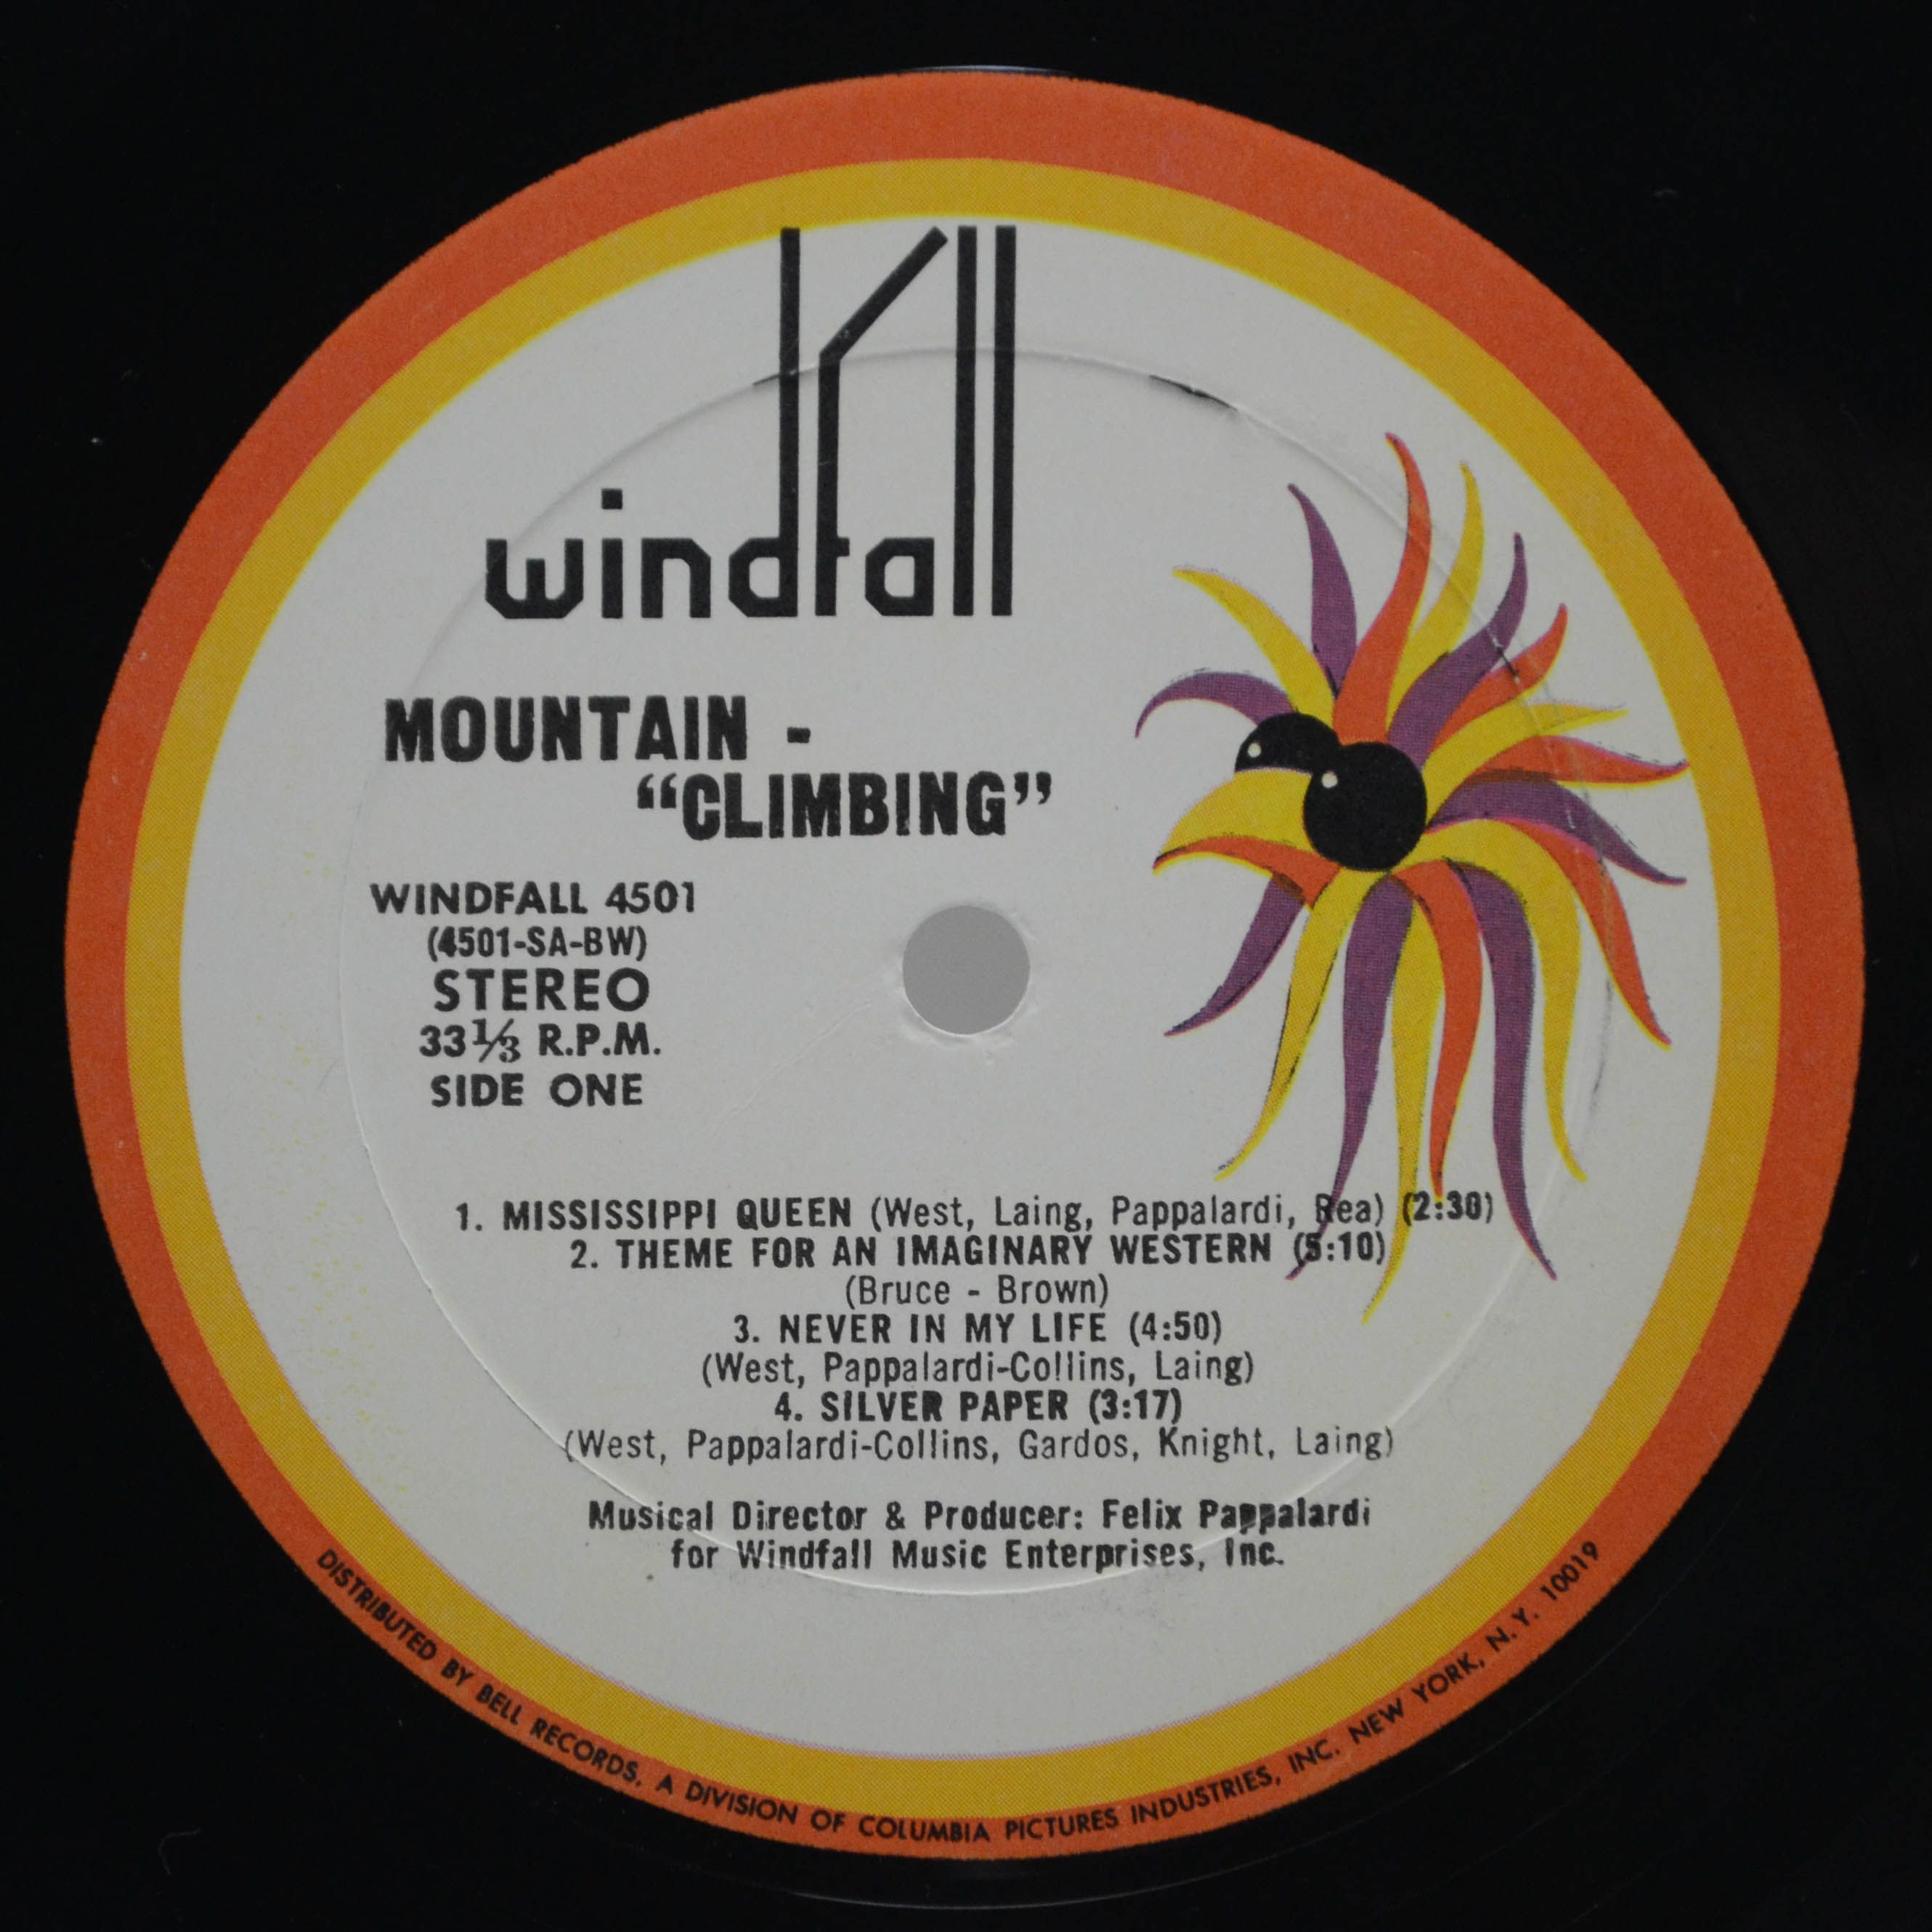 windfall
MOUNTAIN -
“CLIMBING”
WINDFALL 4501
(4501-SA-BW)
STEREO
33⅓ R.P.M.
SIDE ONE
1. MISSISSIPPI QUEEN (West, Laing, Pappalardi, Rea) (2:30)
2. THEME FOR AN IMAGINARY WESTERN (5:10)
(Bruce - Brown)
3. NEVER IN MY LIFE (4:50)
(West, Pappalardi-Collins, Laing)
4. SILVER PAPER (3:17)
(West, Pappalardi-Collins, Gardos, Knight, Laing)
Musical Director & Producer: Felix Pappalardi
for Windfall Music Enterprises, Inc.
DISTRIBUTED BY BELL RECORDS, A DIVISION OF COLUMBIA PICTURES INDUSTRIES, INC. NEW YORK, N.Y. 10019